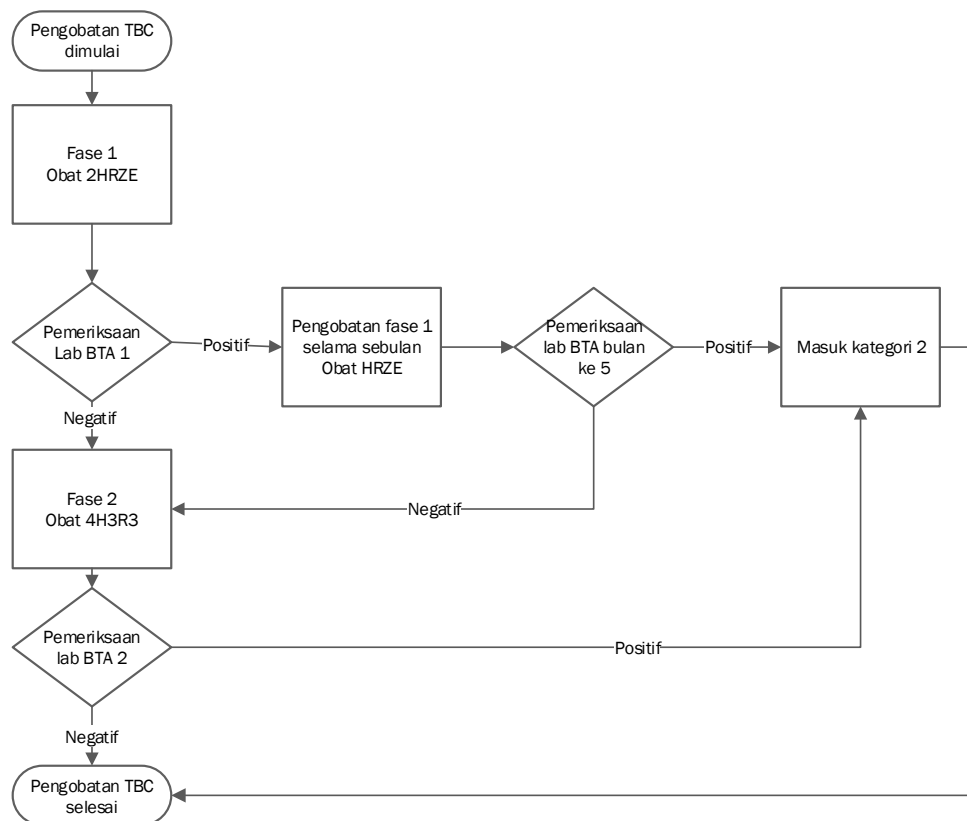 Pengobatan TBC
dimulai
Fase 1
Obat 2HRZE
Pemeriksaan
Lab BTA 1
Positif
Pengobatan fase 1
selama sebulan
Obat HRZE
Pemeriksaan
lab BTA bulan
ke 5
Positif
Masuk kategori 2
Negatif
Fase 2
Obat 4H3R3
Negatif
Pemeriksaan
lab BTA 2
Positif
Negatif
Pengobatan TBC
selesai